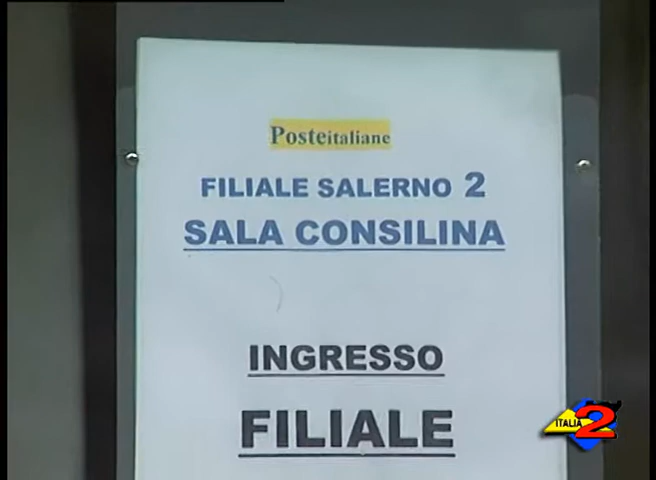 Posteitaliane
FILIALE SALERNO 2
SALA CONSILINA
INGRESSO
FILIALE
ITALIA 2